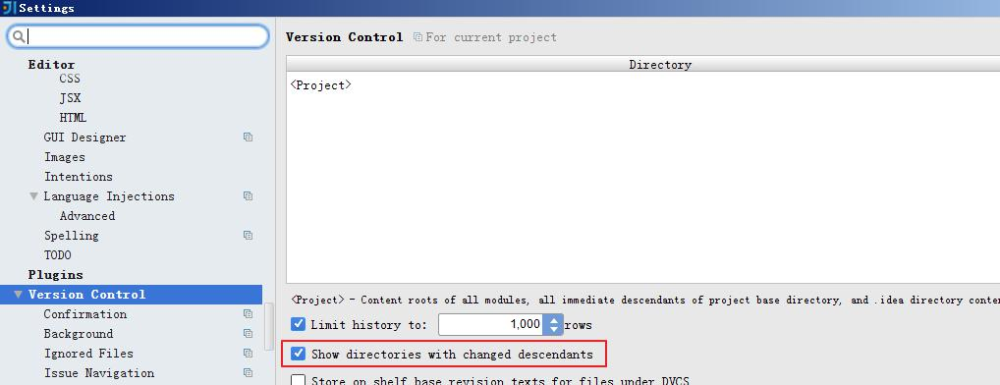 Settings
Editor
CSS
JSX
HTML
GUI Designer
Images
Intentions
Language Injections
Advanced
Spelling
TODO
Plugins
Version Control
Confirmation
Background
Ignored Files
Issue Navigation
Version Control For current project
Directory
<Project>
<Project> - Content roots of all modules, all immediate descendants of project base directory, and .idea directory conte
Limit history to: 1,000 rows
Show directories with changed descendants
Store on shelf base revision texts for files under DVCS